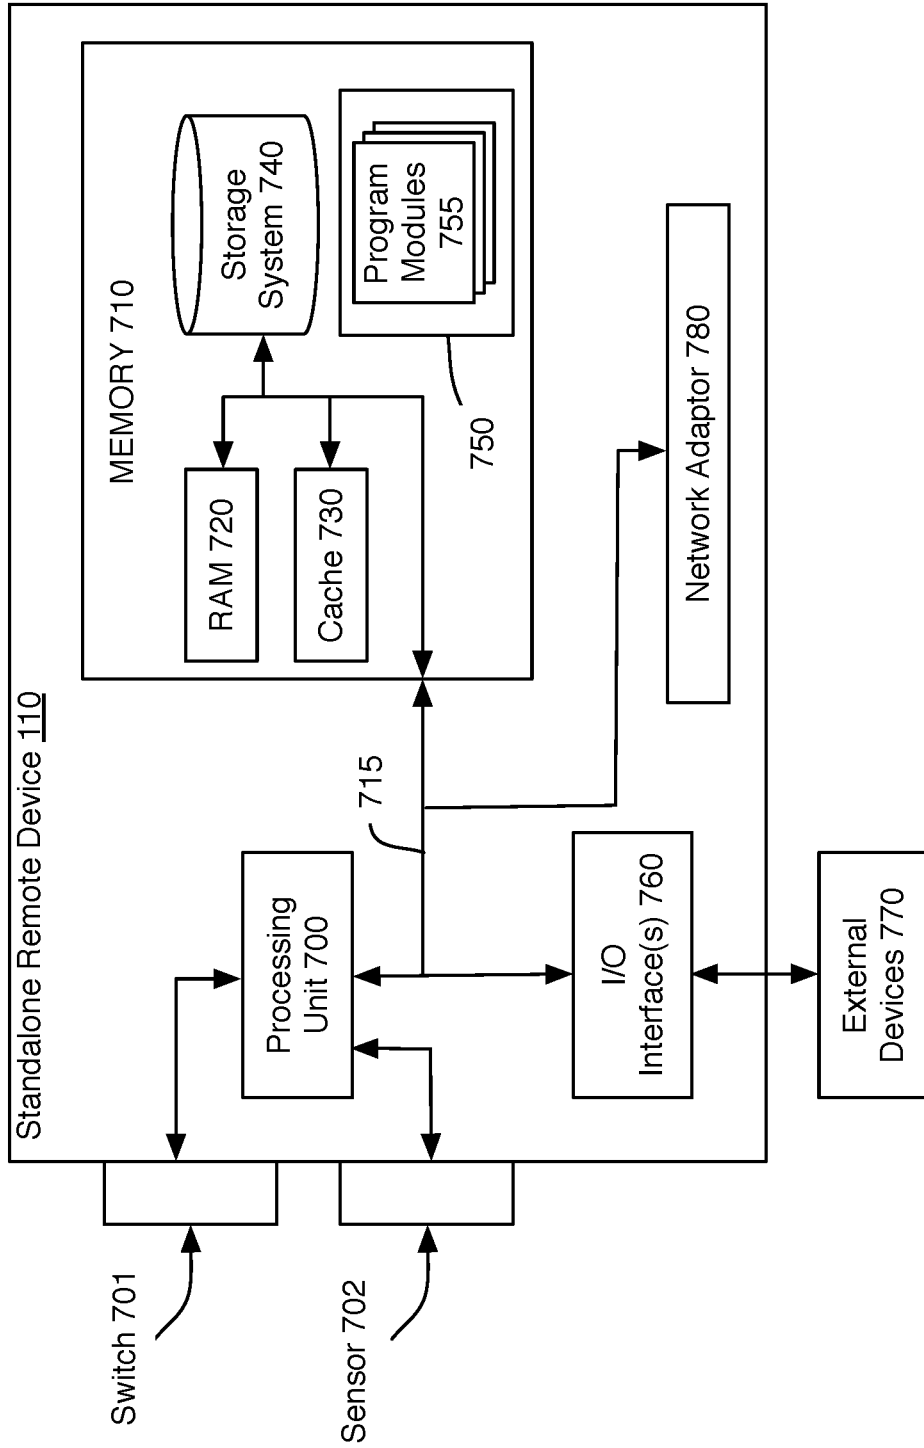 Standalone Remote Device 110
Switch 701
Sensor 702
Processing
Unit 700
715
I/O
Interface(s) 760
External
Devices 770
MEMORY 710
RAM 720
Cache 730
Storage
System 740
Program
Modules
755
750
Network Adaptor 780